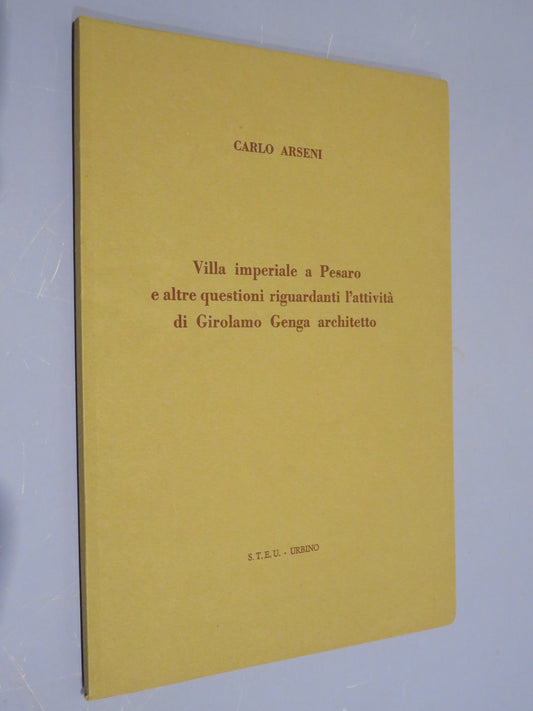 CARLO ARSENI
Villa imperiale a Pesaro
e altre questioni riguardanti l'attività
di Girolamo Genga architetto
S.T.E.U. - URBINO